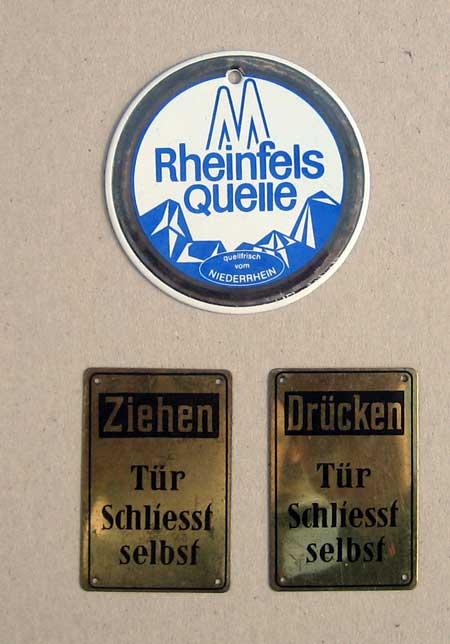 Rheinfels
Quelle
quellfrisch
vom
NIEDERRHEIN
Ziehen
Tür
Schliesst
selbst
Drücken
Tür
Schliesst
selbst